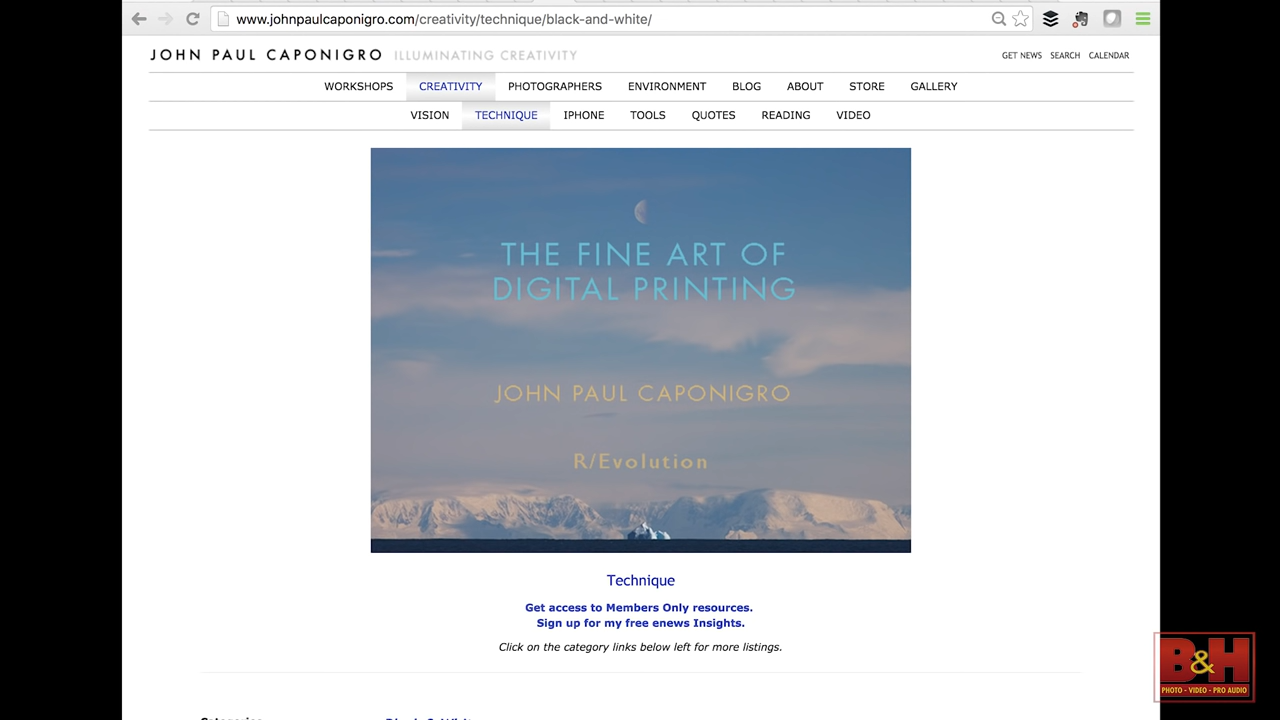 www.johnpaulcaponigro.com/creativity/technique/black-and-white/
JOHN PAUL CAPONIGRO ILLUMINATING CREATIVITY
GET NEWS SEARCH CALENDAR
WORKSHOPS CREATIVITY PHOTOGRAPHERS ENVIRONMENT BLOG ABOUT STORE GALLERY
VISION TECHNIQUE IPHONE TOOLS QUOTES READING VIDEO
THE FINE ART OF
DIGITAL PRINTING
JOHN PAUL CAPONIGRO
R/Evolution
Technique
Get access to Members Only resources.
Sign up for my free enews Insights.
Click on the category links below left for more listings.
B&H
PHOTO - VIDEO - PRO AUDIO